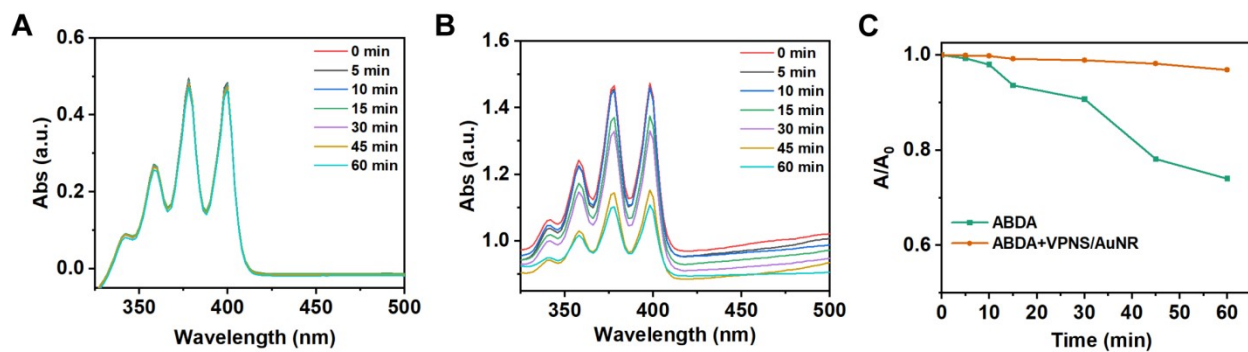 A
Abs (a.u.)
0.6
0.4
0.2
0.0
350
400
450
500
Wavelength (nm)
0 min
5 min
10 min
15 min
30 min
45 min
60 min
B
Abs (a.u.)
1.6
1.4
1.2
1.0
0.8
350
400
450
500
Wavelength (nm)
0 min
5 min
10 min
15 min
30 min
45 min
60 min
C
A/A0
1.0
0.8
0.6
0
10
20
30
40
50
60
Time (min)
ABDA
ABDA+VPNS/AuNR